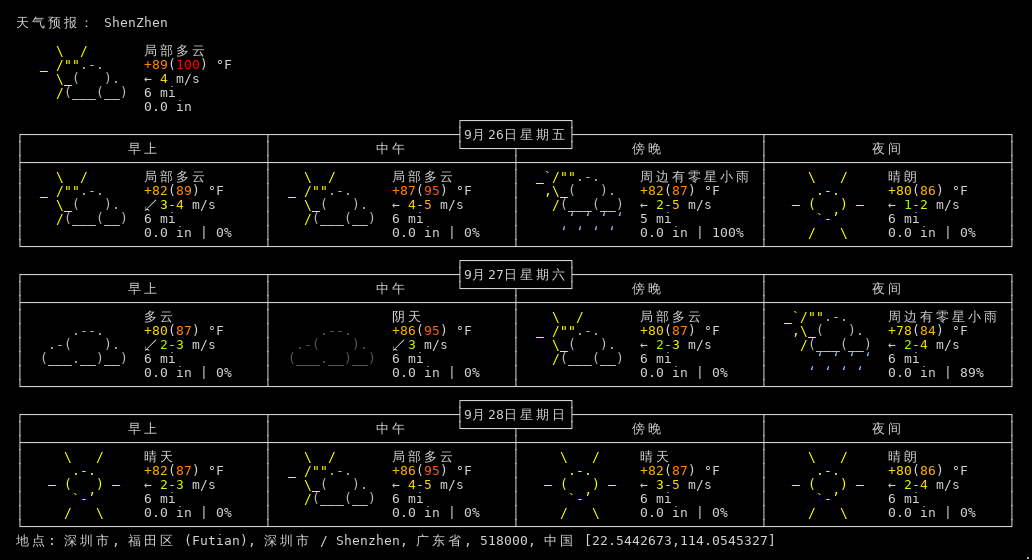 天气预报： ShenZhen
局部多云
+89(100) °F
← 4 m/s
6 mi
0.0 in
9月26日星期五
早上 中午 傍晚 夜间
局部多云 局部多云 周边有零星小雨 晴朗
+82(89) °F +87(95) °F +82(87) °F +80(86) °F
↙ 3-4 m/s ← 4-5 m/s ← 2-5 m/s ← 1-2 m/s
6 mi 6 mi 5 mi 6 mi
0.0 in | 0% 0.0 in | 0% 0.0 in | 100% 0.0 in | 0%
9月27日星期六
早上 中午 傍晚 夜间
多云 阴天 局部多云 周边有零星小雨
+80(87) °F +86(95) °F +80(87) °F +78(84) °F
↙ 2-3 m/s ↙ 3 m/s ← 2-3 m/s ← 2-4 m/s
6 mi 6 mi 6 mi 6 mi
0.0 in | 0% 0.0 in | 0% 0.0 in | 0% 0.0 in | 89%
9月28日星期日
早上 中午 傍晚 夜间
晴天 局部多云 晴天 晴朗
+82(87) °F +86(95) °F +82(87) °F +80(86) °F
← 2-3 m/s ← 4-5 m/s ← 3-5 m/s ← 2-4 m/s
6 mi 6 mi 6 mi 6 mi
0.0 in | 0% 0.0 in | 0% 0.0 in | 0% 0.0 in | 0%
地点: 深圳市, 福田区 (Futian), 深圳市 / Shenzhen, 广东省, 518000, 中国 [22.5442673,114.0545327]